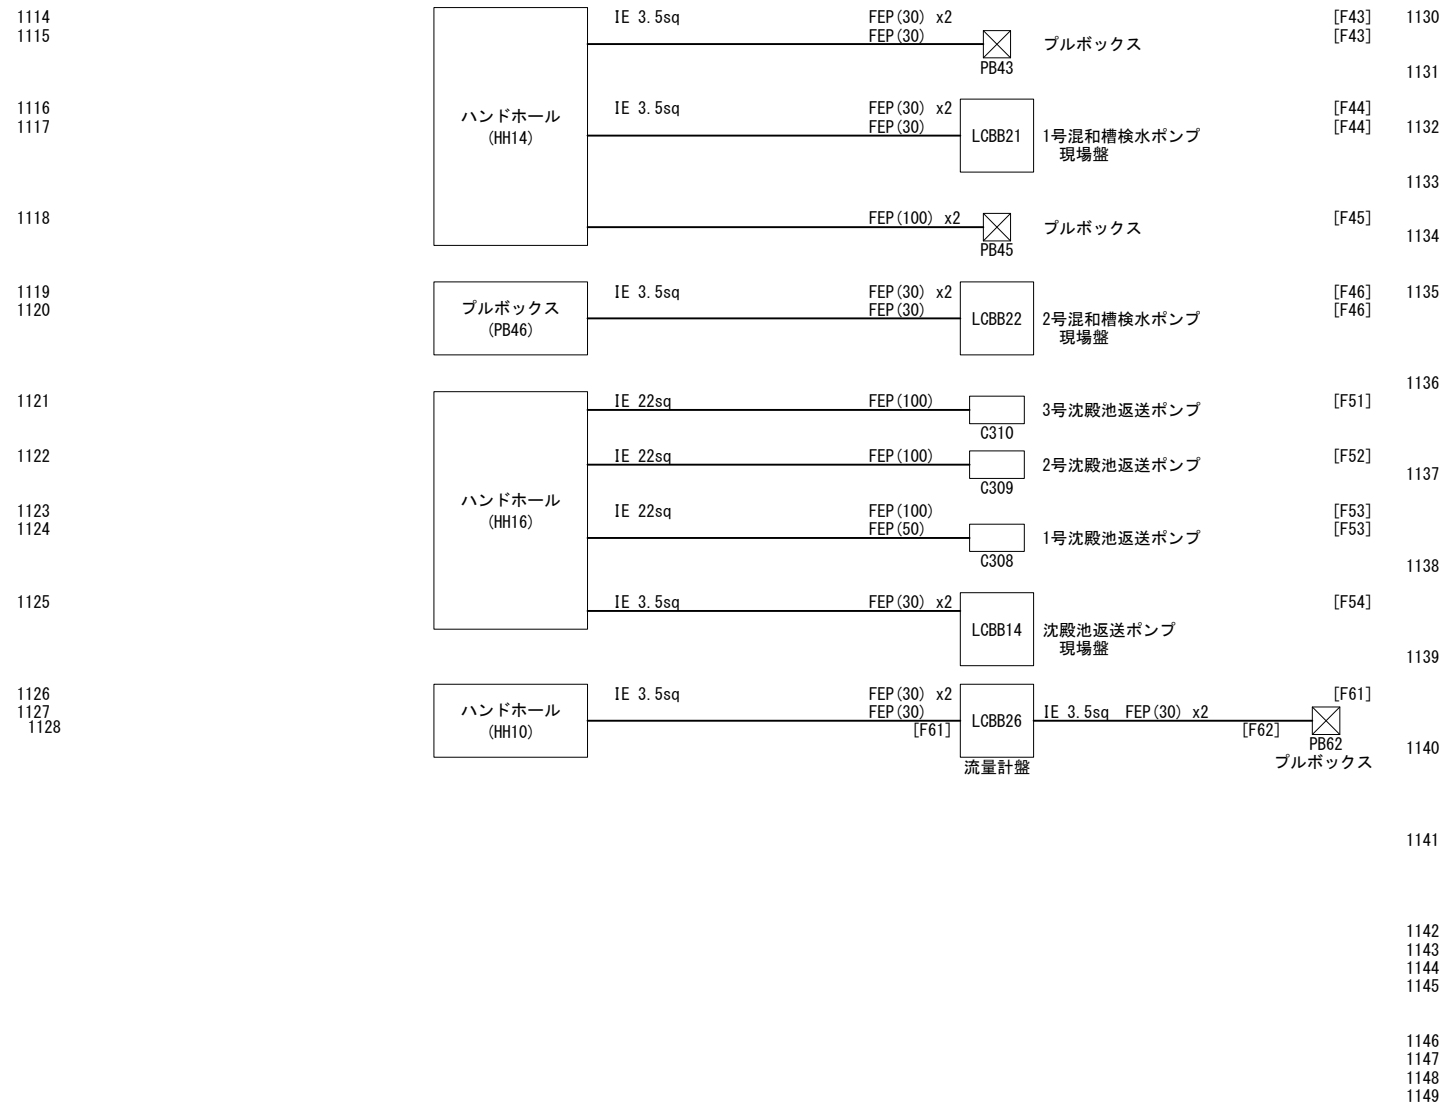 1114 IE 3.5sq FEP(30) x2 [F43] 1130
1115 FEP(30) [F43]
プルボックス
PB43
1131
1116 IE 3.5sq FEP(30) x2 [F44]
1117 FEP(30) [F44] 1132
ハンドホール
(HH14)
LCBB21
1号混和槽検水ポンプ
現場盤
1133
1118 FEP(100) x2 [F45]
プルボックス
PB45
1134
1119 IE 3.5sq FEP(30) x2 [F46] 1135
1120 FEP(30) [F46]
プルボックス
(PB46)
LCBB22
2号混和槽検水ポンプ
現場盤
1136
1121 IE 22sq FEP(100) [F51]
3号沈殿池返送ポンプ
C310
1122 IE 22sq FEP(100) [F52]
2号沈殿池返送ポンプ
C309
1137
ハンドホール
(HH16)
1123 IE 22sq FEP(100) [F53]
1124 FEP(50) [F53]
1号沈殿池返送ポンプ
C308
1138
1125 IE 3.5sq FEP(30) x2 [F54]
LCBB14
沈殿池返送ポンプ
現場盤
1139
1126 IE 3.5sq FEP(30) x2 [F61]
1127 FEP(30)
1128 [F61]
ハンドホール
(HH10)
LCBB26
流量計盤
IE 3.5sq FEP(30) x2
[F62]
PB62
プルボックス
1140
1141
1142
1143
1144
1145
1146
1147
1148
1149